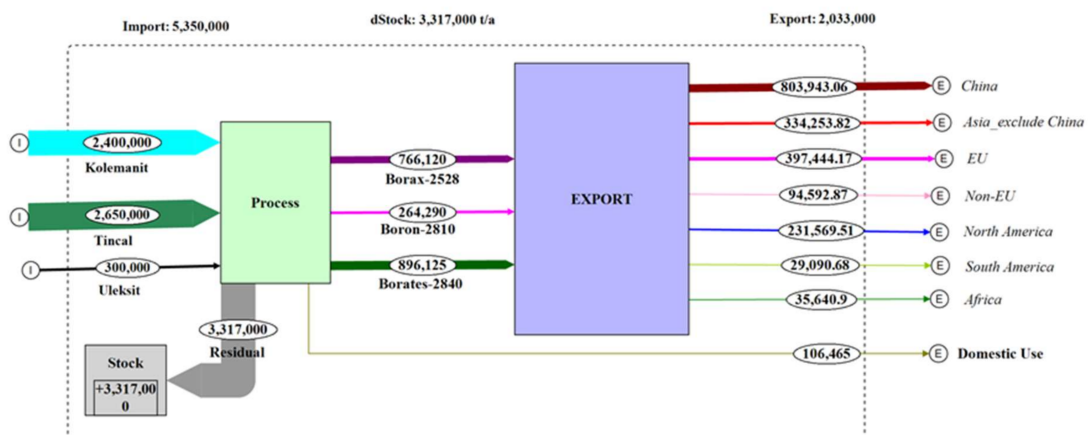 Import: 5,350,000
dStock: 3,317,000 t/a
Export: 2,033,000
I
2,400,000
Kolemanit
I
2,650,000
Tincal
I
300,000
Uleksit
Process
766,120
Borax-2528
264,290
Boron-2810
896,125
Borates-2840
EXPORT
803,943.06
E
China
334,253.82
E
Asia_exclude China
397,444.17
E
EU
94,592.87
E
Non-EU
231,569.51
E
North America
29,090.68
E
South America
35,640.9
E
Africa
106,465
E
Domestic Use
3,317,000
Residual
Stock
+3,317,00
0